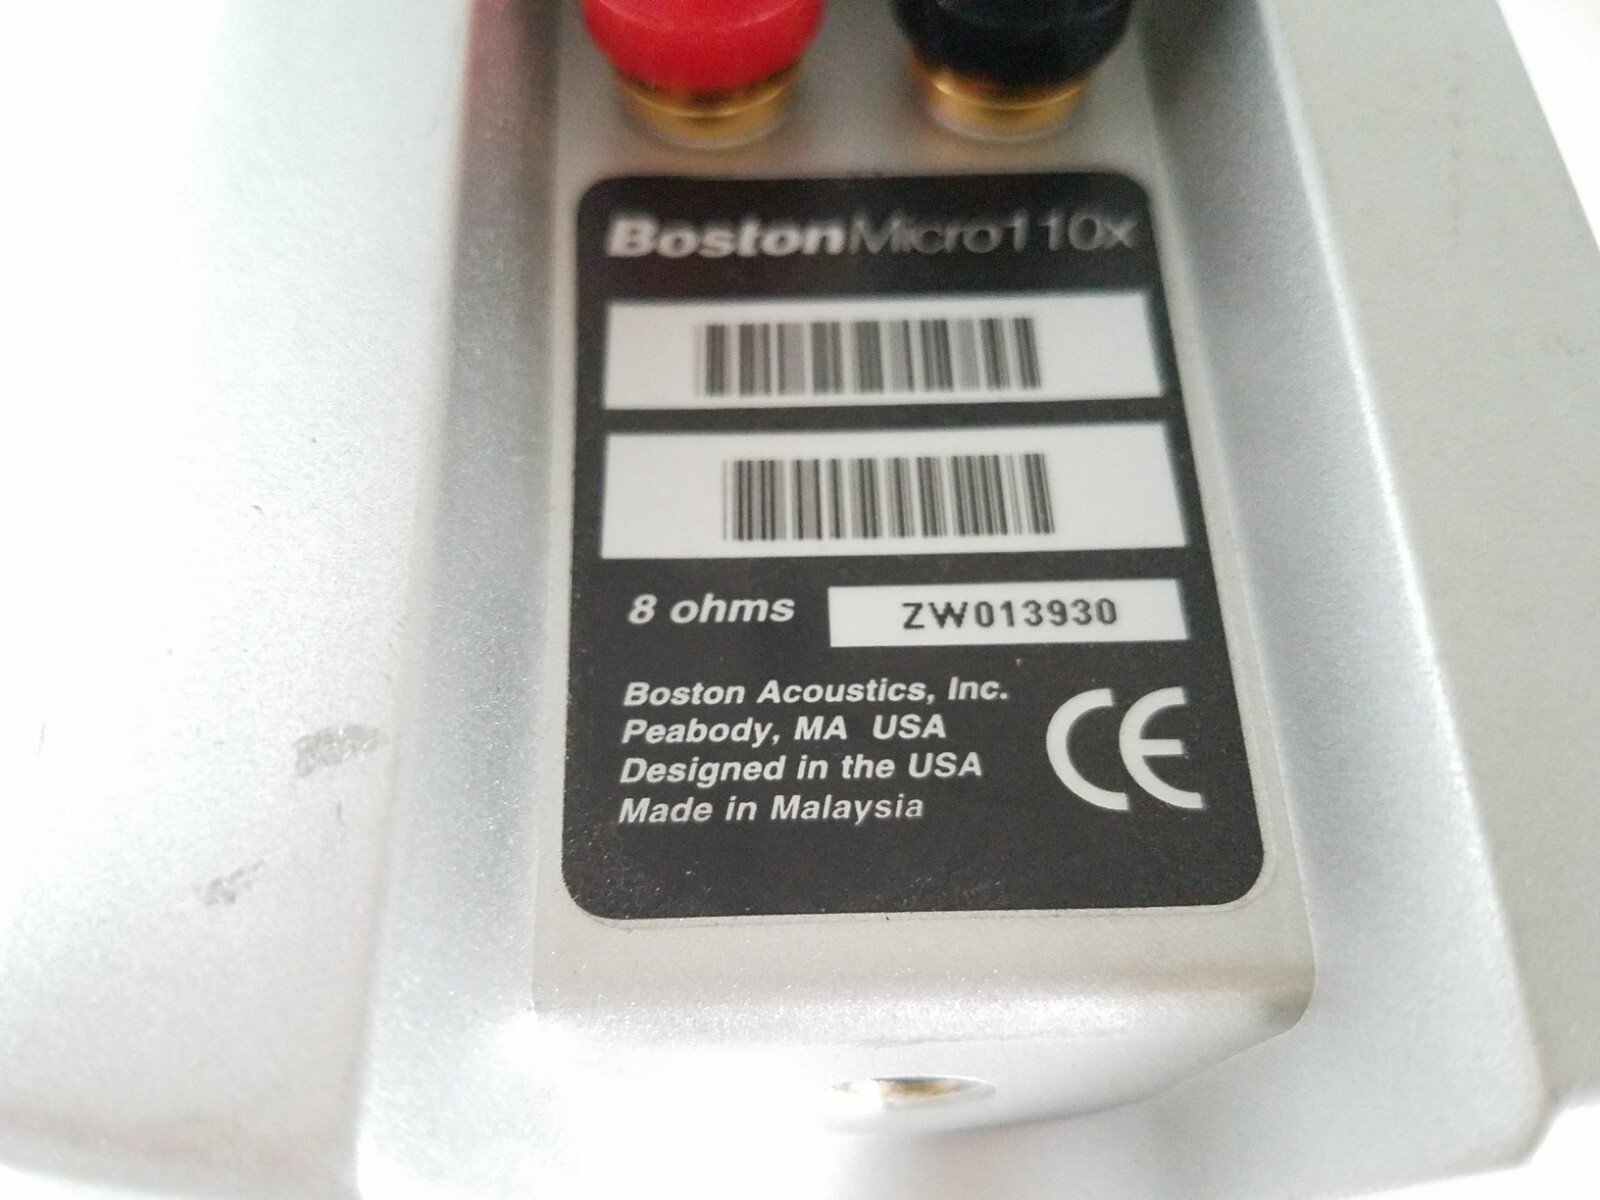 BostonMicro110x
8 ohms ZW013930
Boston Acoustics, Inc.
Peabody, MA USA
Designed in the USA
Made in Malaysia
CE